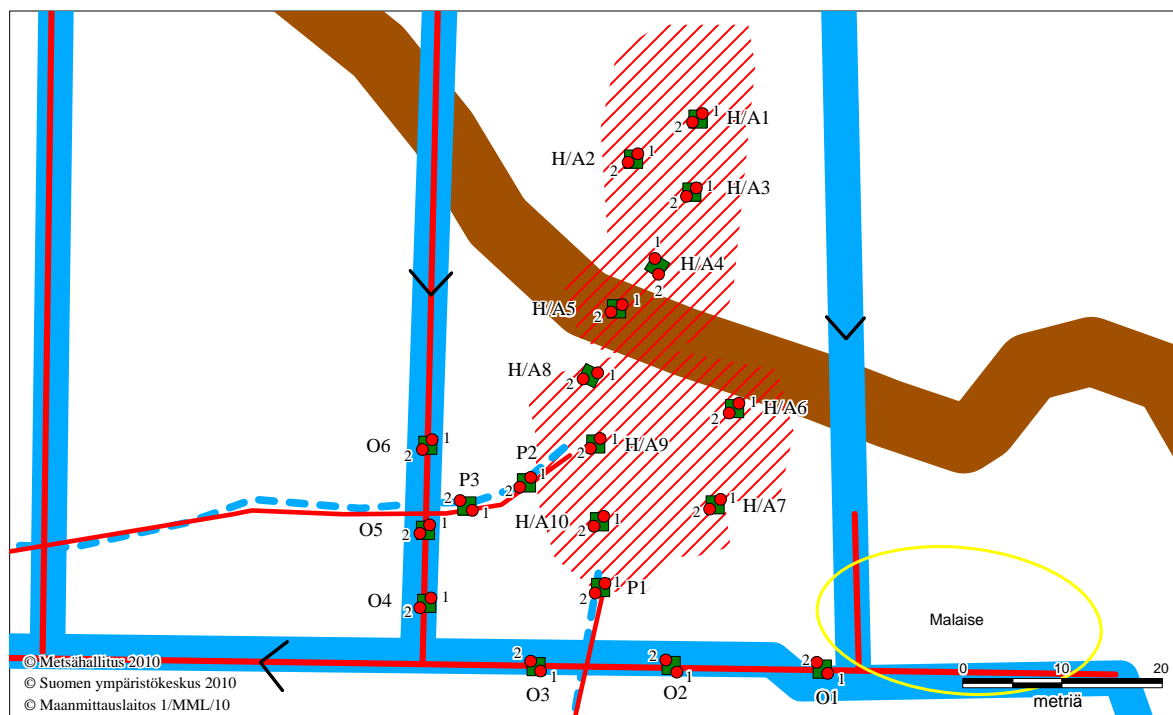 1
H/A1
2
1
H/A2
2
1
H/A3
2
1
H/A4
2
1
H/A5
2
H/A8
1
2
1
H/A6
2
1
O6
2
H/A9
2
1
P2
2
P3
2
1
1
H/A7
2
1
H/A10
2
1
O5
2
1
P1
2
O4
1
2
Malaise
2
1
O3
2
1
O2
2
1
O1
0 10 20
metriä
© Metsähallitus 2010
© Suomen ympäristökeskus 2010
© Maanmittauslaitos 1/MML/10